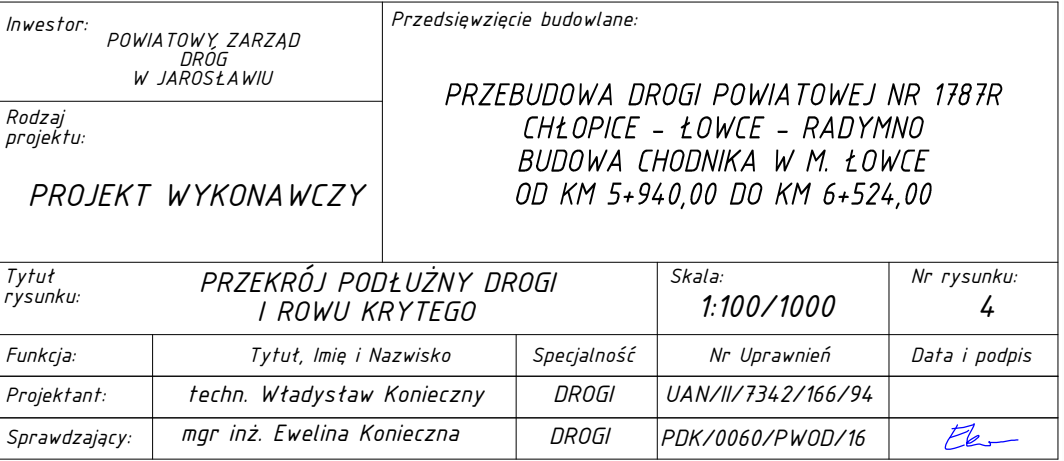 Inwestor:
POWIATOWY ZARZĄD
DRÓG
W JAROSŁAWIU
Przedsięwzięcie budowlane:
PRZEBUDOWA DROGI POWIATOWEJ NR 1787R
CHŁOPICE - ŁOWCE - RADYMNO
BUDOWA CHODNIKA W M. ŁOWCE
OD KM 5+940,00 DO KM 6+524,00
Rodzaj
projektu:
PROJEKT WYKONAWCZY
Tytuł
rysunku:
PRZEKRÓJ PODŁUŻNY DROGI
I ROWU KRYTEGO
Skala:
1:100/1000
Nr rysunku:
4
Funkcja: Tytuł, Imię i Nazwisko Specjalność Nr Uprawnień Data i podpis
Projektant: techn. Władysław Konieczny DROGI UAN/II/7342/166/94
Sprawdzający: mgr inż. Ewelina Konieczna DROGI PDK/0060/PWOD/16